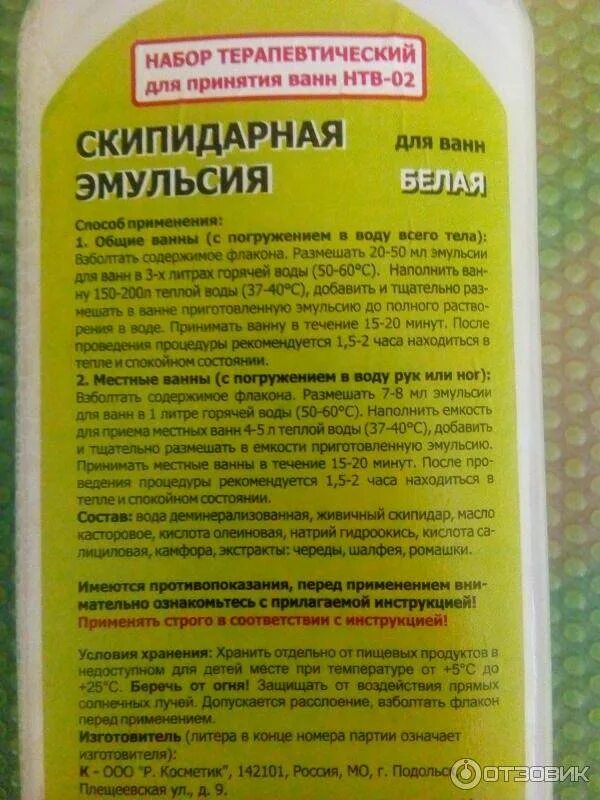 НАБОР ТЕРАПЕВТИЧЕСКИЙ
для принятия ванн НТВ-02
СКИПИДАРНАЯ для ванн
ЭМУЛЬСИЯ БЕЛАЯ
Способ применения:
1. Общие ванны (с погружением в воду всего тела):
Взболтать содержимое флакона. Размешать 20-50 мл эмульсии
для ванн в 3-х литрах горячей воды (50-60°С). Наполнить ван-
ну 150-200л теплой воды (37-40°С), добавить и тщательно раз-
мешать в ванне приготовленную эмульсию до полного раство-
рения в воде. Принимать ванну в течение 15-20 минут. После
проведения процедуры рекомендуется 1,5-2 часа находиться в
тепле и спокойном состоянии.
2. Местные ванны (с погружением в воду рук или ног):
Взболтать содержимое флакона. Размешать 7-8 мл эмульсии
для ванн в 1 литре горячей воды (50-60°С). Наполнить емкость
для приема местных ванн 4-5 л теплой воды (37-40°С), добавить
и тщательно размешать в емкости приготовленную эмульсию.
Принимать местные ванны в течение 15-20 минут. После про-
ведения процедуры рекомендуется 1,5-2 часа находиться в
тепле и спокойном состоянии.
Состав: вода деминерализованная, живичный скипидар, масло
касторовое, кислота олеиновая, натрий гидроокись, кислота са-
лициловая, камфора, экстракты: череды, шалфея, ромашки.
Имеются противопоказания, перед применением вни-
мательно ознакомьтесь с прилагаемой инструкцией!
Применять строго в соответствии с инструкцией!
Условия хранения: Хранить отдельно от пищевых продуктов в
недоступном для детей месте при температуре от +5°С до
+25°С. Беречь от огня! Защищать от воздействия прямых
солнечных лучей. Допускается расслоение, взболтать флакон
перед применением.
Изготовитель (литера в конце номера партии означает
изготовителя):
К - ООО "Р. Косметик", 142101, Россия, МО, г. Подольск,
Плещеевская ул., д. 9.
ОТЗОВИК